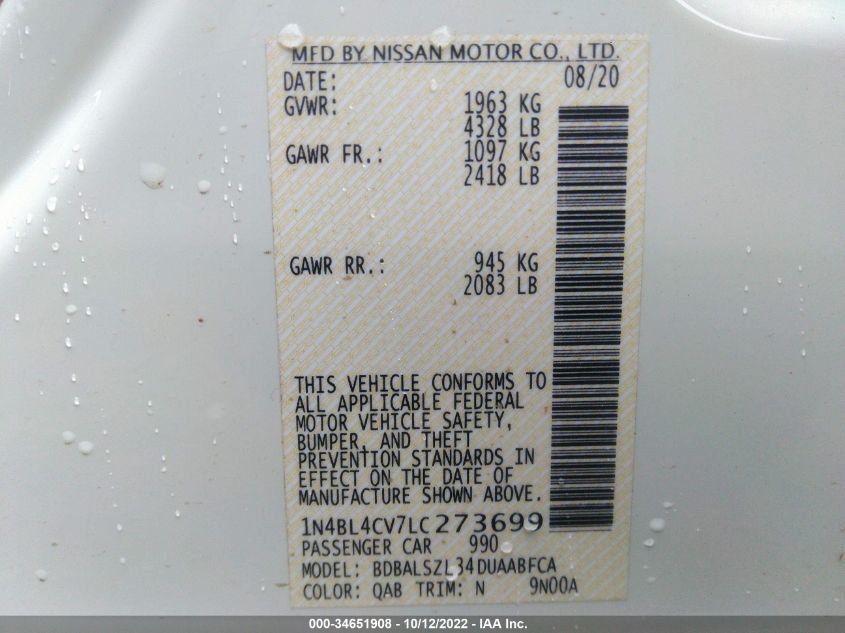 MFD BY NISSAN MOTOR CO., LTD.
DATE: 08/20
GVWR: 1963 KG
4328 LB
GAWR FR.: 1097 KG
2418 LB
GAWR RR.: 945 KG
2083 LB
THIS VEHICLE CONFORMS TO
ALL APPLICABLE FEDERAL
MOTOR VEHICLE SAFETY,
BUMPER, AND THEFT
PREVENTION STANDARDS IN
EFFECT ON THE DATE OF
MANUFACTURE SHOWN ABOVE.
1N4BL4CV7LC273699
PASSENGER CAR 990
MODEL: BDBALSZL34DUAABFCA
COLOR: QAB TRIM: N 9N00A
000-34651908 - 10/12/2022 - IAA Inc.